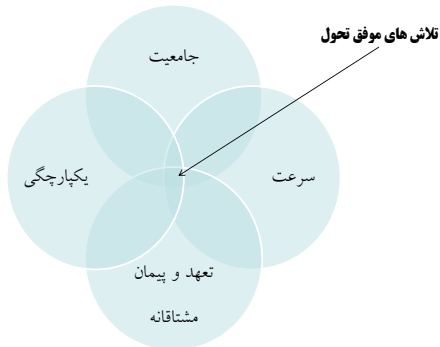 تلاش های موفق تحول
جامعیت
سرعت
یکپارچگی
تعهد و پیمان
مشتاقانه